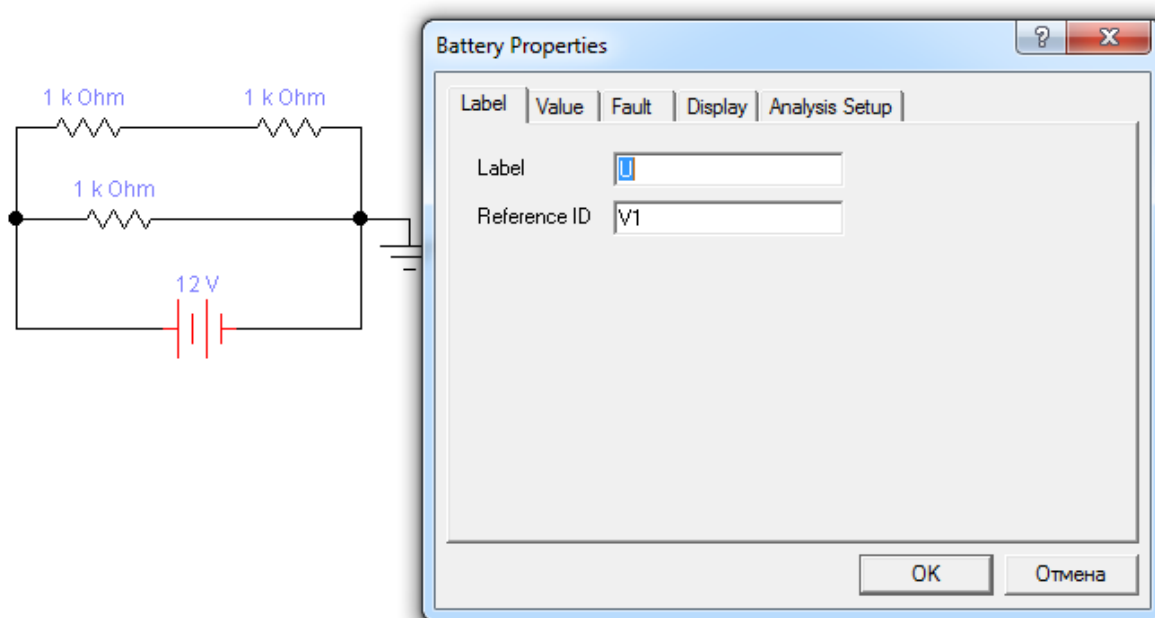 1 k Ohm
1 k Ohm
1 k Ohm
12 V
Battery Properties
Label
Value
Fault
Display
Analysis Setup
Label
U
Reference ID
V1
OK
Отмена